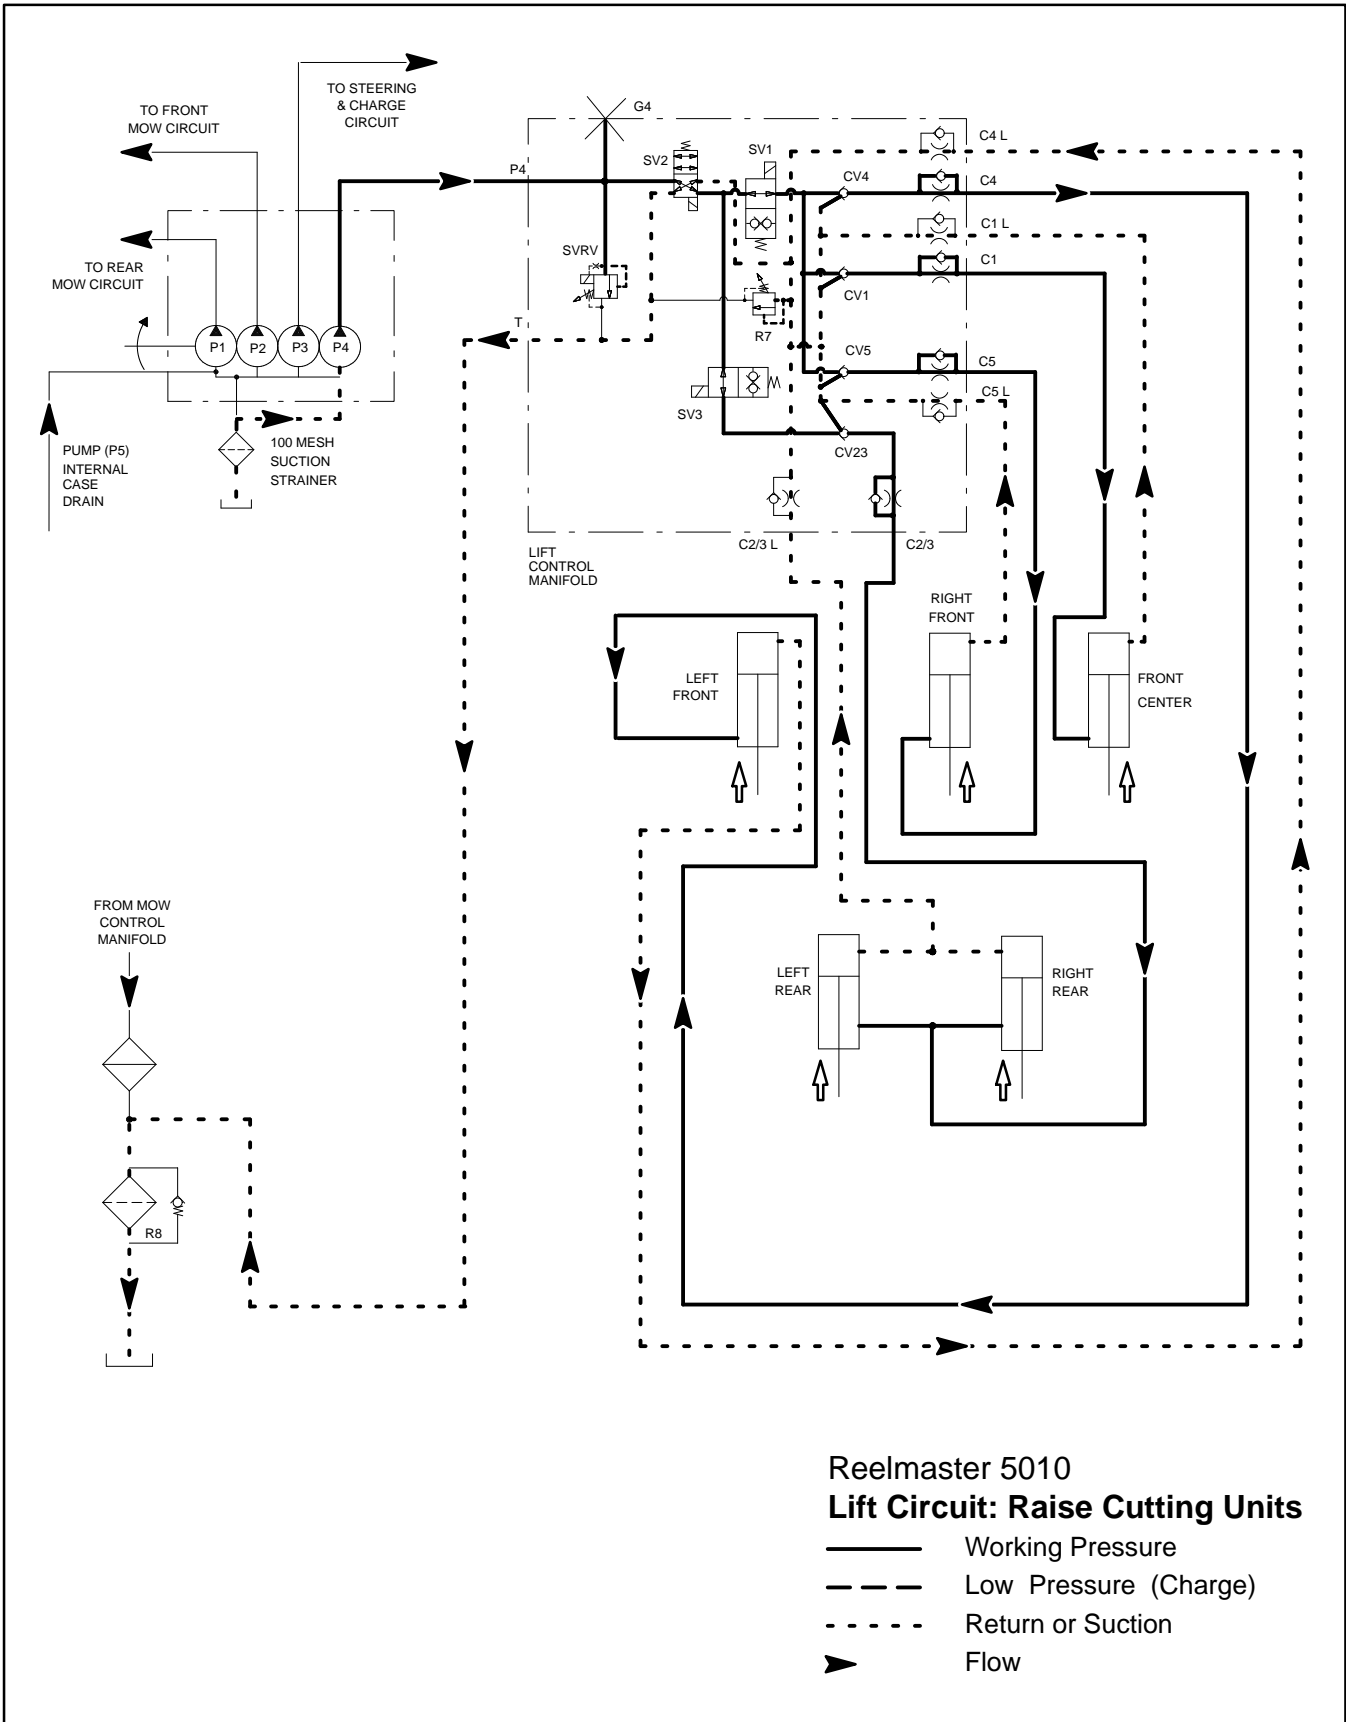 TO STEERING
& CHARGE
CIRCUIT
TO FRONT
MOW CIRCUIT
G4
C4 L
SV1
SV2
P4
CV4
C4
C1 L
SVRV
C1
TO REAR
MOW CIRCUIT
CV1
T
R7
P1
P2
P3
P4
CV5
C5
C5 L
SV3
CV23
PUMP (P5)
INTERNAL
CASE
DRAIN
100 MESH
SUCTION
STRAINER
C2/3 L
C2/3
LIFT
CONTROL
MANIFOLD
RIGHT
FRONT
LEFT
FRONT
FRONT
CENTER
FROM MOW
CONTROL
MANIFOLD
LEFT
REAR
RIGHT
REAR
R8
Reelmaster 5010
Lift Circuit: Raise Cutting Units
Working Pressure
Low Pressure (Charge)
Return or Suction
Flow